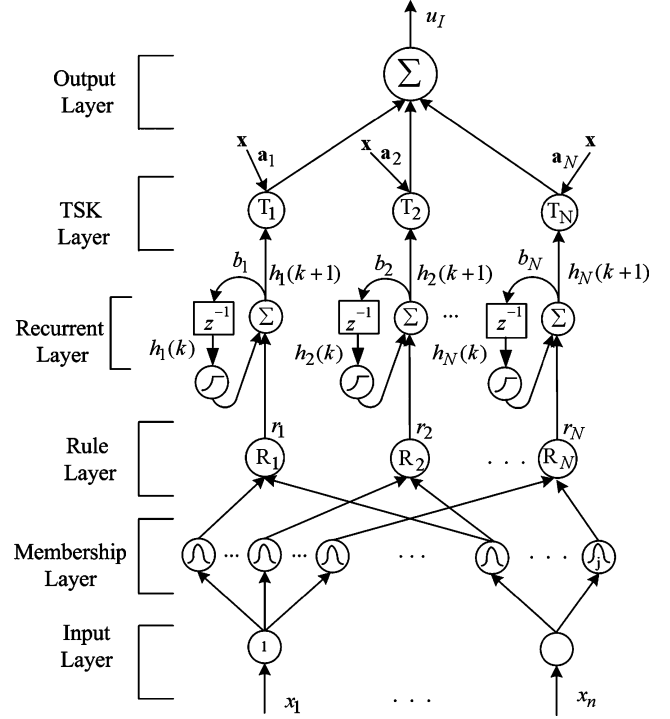 u_I
Output
Layer
Σ
x a_1 x a_2 a_N x
TSK
Layer
T_1 T_2 T_N
b_1 h_1(k+1) b_2 h_2(k+1) b_N h_N(k+1)
Recurrent
Layer
z^{-1} Σ z^{-1} Σ ... z^{-1} Σ
h_1(k) h_2(k) h_N(k)
r_1 r_2 r_N
Rule
Layer
R_1 R_2 . . . R_N
Membership
Layer
... ... . . . . . . j
Input
Layer
1
x_1 . . . x_n